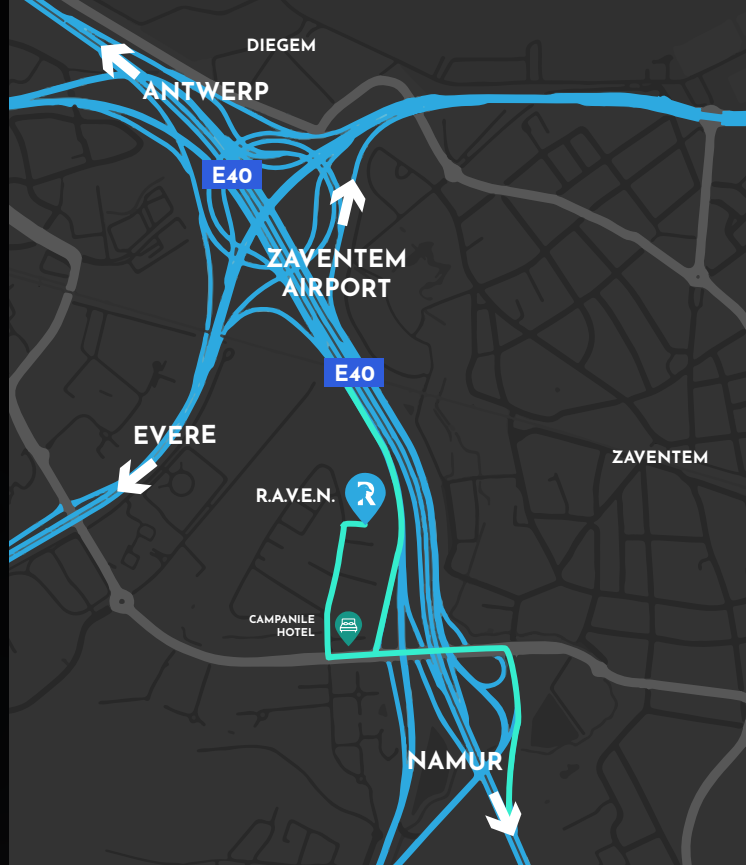 DIEGEM
ANTWERP
E40
ZAVENTEM
AIRPORT
E40
EVERE
ZAVENTEM
R.A.V.E.N.
R
CAMPANILE
HOTEL
NAMUR